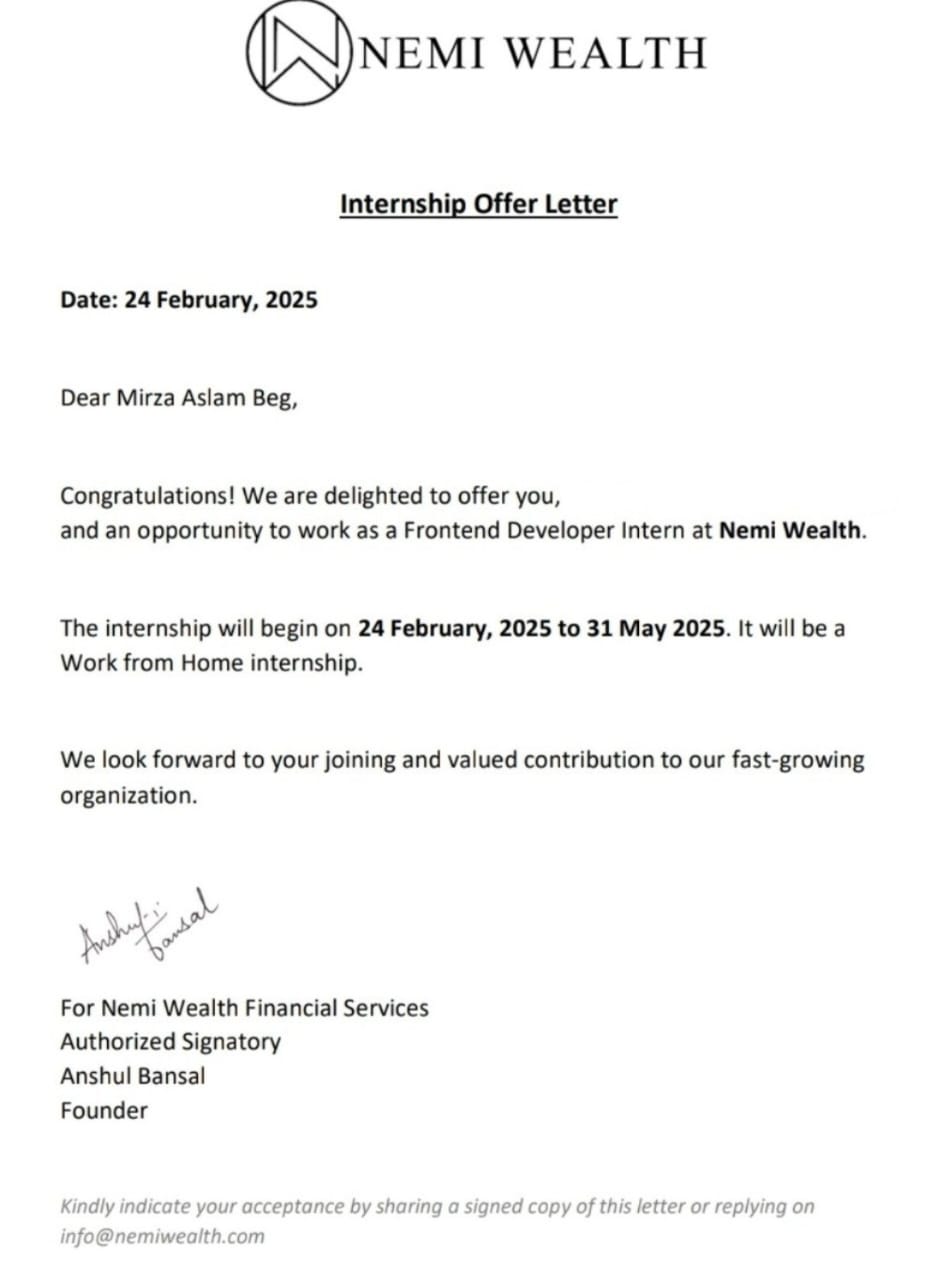 NEMI WEALTH
Internship Offer Letter
Date: 24 February, 2025
Dear Mirza Aslam Beg,
Congratulations! We are delighted to offer you,
and an opportunity to work as a Frontend Developer Intern at Nemi Wealth.
The internship will begin on 24 February, 2025 to 31 May 2025. It will be a
Work from Home internship.
We look forward to your joining and valued contribution to our fast-growing
organization.
Anshul
Bansal
For Nemi Wealth Financial Services
Authorized Signatory
Anshul Bansal
Founder
Kindly indicate your acceptance by sharing a signed copy of this letter or replying on
info@nemiwealth.com